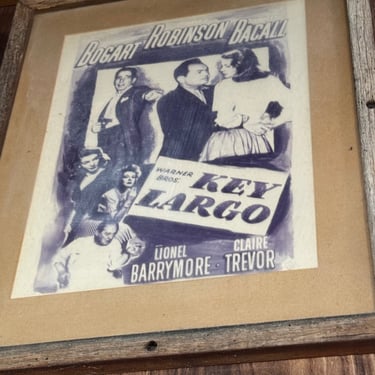 BOGART ROBINSON BACALL
WARNER
BROS.
KEY
LARGO
LIONEL
BARRYMORE · CLAIRE
TREVOR